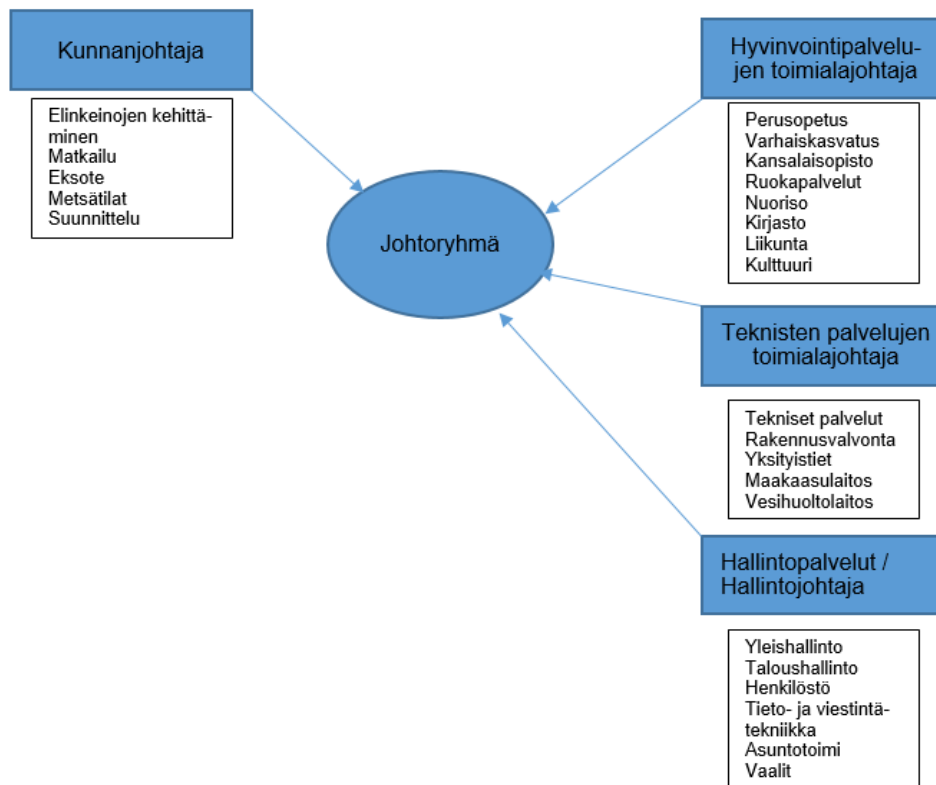 Kunnanjohtaja
Elinkeinojen kehittä-
minen
Matkailu
Eksote
Metsätilat
Suunnittelu
Johtoryhmä
Hyvinvointipalvelu-
jen toimialajohtaja
Perusopetus
Varhaiskasvatus
Kansalaisopisto
Ruokapalvelut
Nuoriso
Kirjasto
Liikunta
Kulttuuri
Teknisten palvelujen
toimialajohtaja
Tekniset palvelut
Rakennusvalvonta
Yksityistiet
Maakaasulaitos
Vesihuoltolaitos
Hallintopalvelut /
Hallintojohtaja
Yleishallinto
Taloushallinto
Henkilöstö
Tieto- ja viestintä-
tekniikka
Asuntotoimi
Vaalit